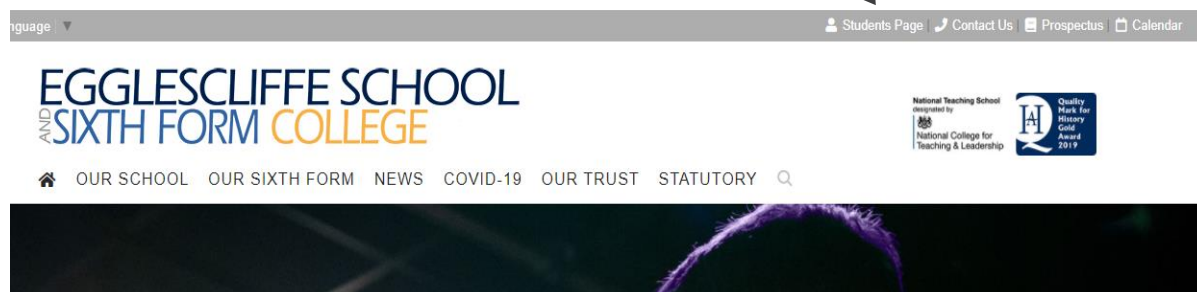 Students Page | Contact Us | Prospectus | Calendar
EGGLESCLIFFE SCHOOL
AND SIXTH FORM COLLEGE
National Teaching School
designated by
National College for
Teaching & Leadership
Quality
Mark for
History
Gold
Award
2019
HA
OUR SCHOOL OUR SIXTH FORM NEWS COVID-19 OUR TRUST STATUTORY